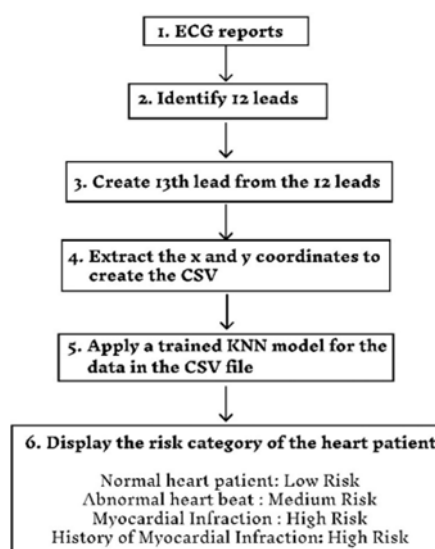 1. ECG reports
2. Identify 12 leads
3. Create 13th lead from the 12 leads
4. Extract the x and y coordinates to
create the CSV
5. Apply a trained KNN model for the
data in the CSV file
6. Display the risk category of the heart patient
Normal heart patient: Low Risk
Abnormal heart beat : Medium Risk
Myocardial Infraction : High Risk
History of Myocardial Infraction: High Risk